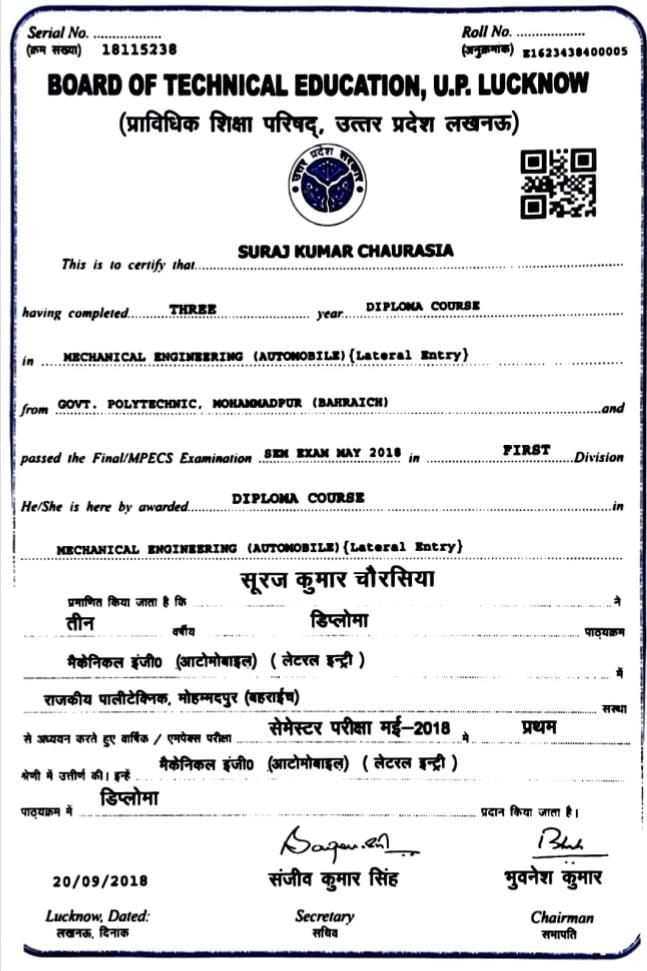 Serial No. ..................
(क्रम संख्या) 18115238
Roll No. ..................
(अनुक्रमांक) E1623438400005
BOARD OF TECHNICAL EDUCATION, U.P. LUCKNOW
(प्राविधिक शिक्षा परिषद्, उत्तर प्रदेश लखनऊ)
उत्तर प्रदेश सरकार
This is to certify that SURAJ KUMAR CHAURASIA
having completed THREE year DIPLOMA COURSE
in MECHANICAL ENGINEERING (AUTOMOBILE){Lateral Entry}
from GOVT. POLYTECHNIC, MOHAMMADPUR (BAHRAICH) and
passed the Final/MPECS Examination SEM EXAM MAY 2018 in FIRST Division
He/She is here by awarded DIPLOMA COURSE in
MECHANICAL ENGINEERING (AUTOMOBILE){Lateral Entry}
प्रमाणित किया जाता है कि सूरज कुमार चौरसिया ने
तीन वर्षीय डिप्लोमा पाठ्यक्रम
मैकेनिकल इंजी0 (आटोमोबाइल) ( लेटरल इन्ट्री ) में
राजकीय पालीटेक्निक, मोहम्मदपुर (बहराईच) संस्था
से अध्ययन करते हुए वार्षिक / एमपेक्स परीक्षा सेमेस्टर परीक्षा मई–2018 मे प्रथम
श्रेणी में उत्तीर्ण की। इन्हें मैकेनिकल इंजी0 (आटोमोबाइल) ( लेटरल इन्ट्री )
पाठ्यक्रम में डिप्लोमा प्रदान किया जाता है।
20/09/2018
संजीव कुमार सिंह
भुवनेश कुमार
Lucknow, Dated:
Secretary
Chairman
लखनऊ, दिनाक
सचिव
सभापति